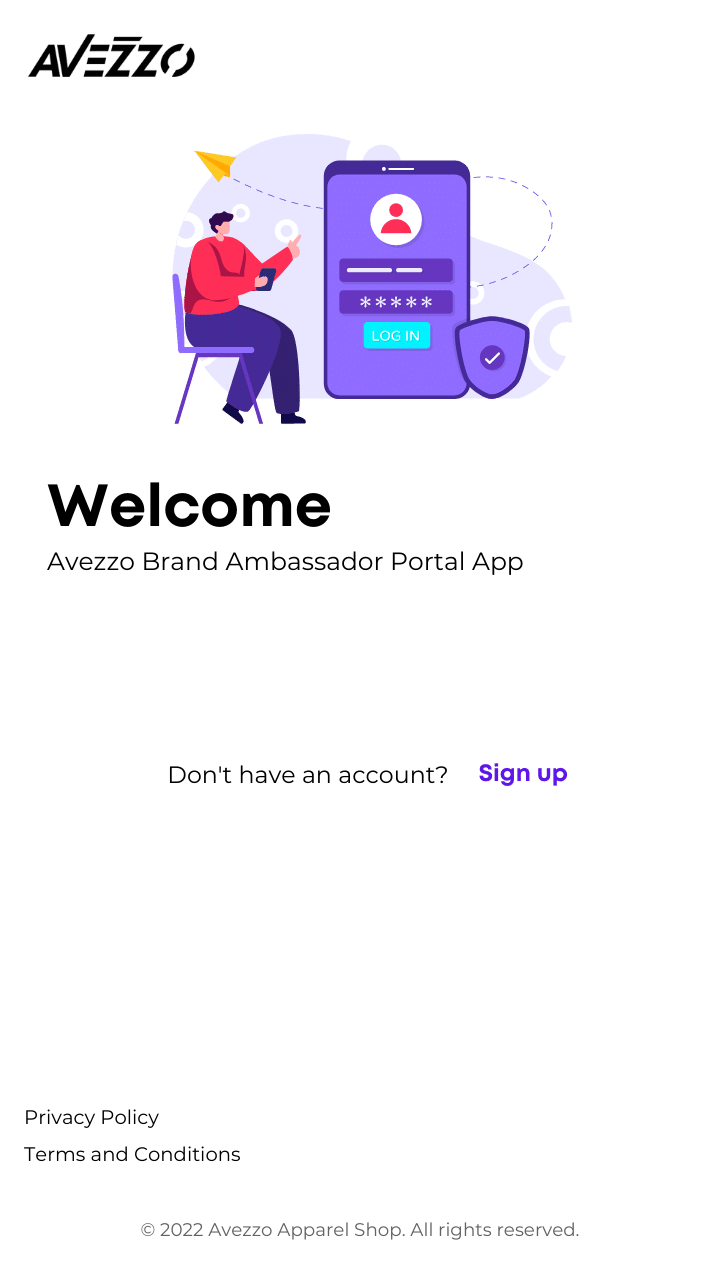 AVEZZO
*****
LOG IN
Welcome
Avezzo Brand Ambassador Portal App
Don't have an account? Sign up
Privacy Policy
Terms and Conditions
© 2022 Avezzo Apparel Shop. All rights reserved.